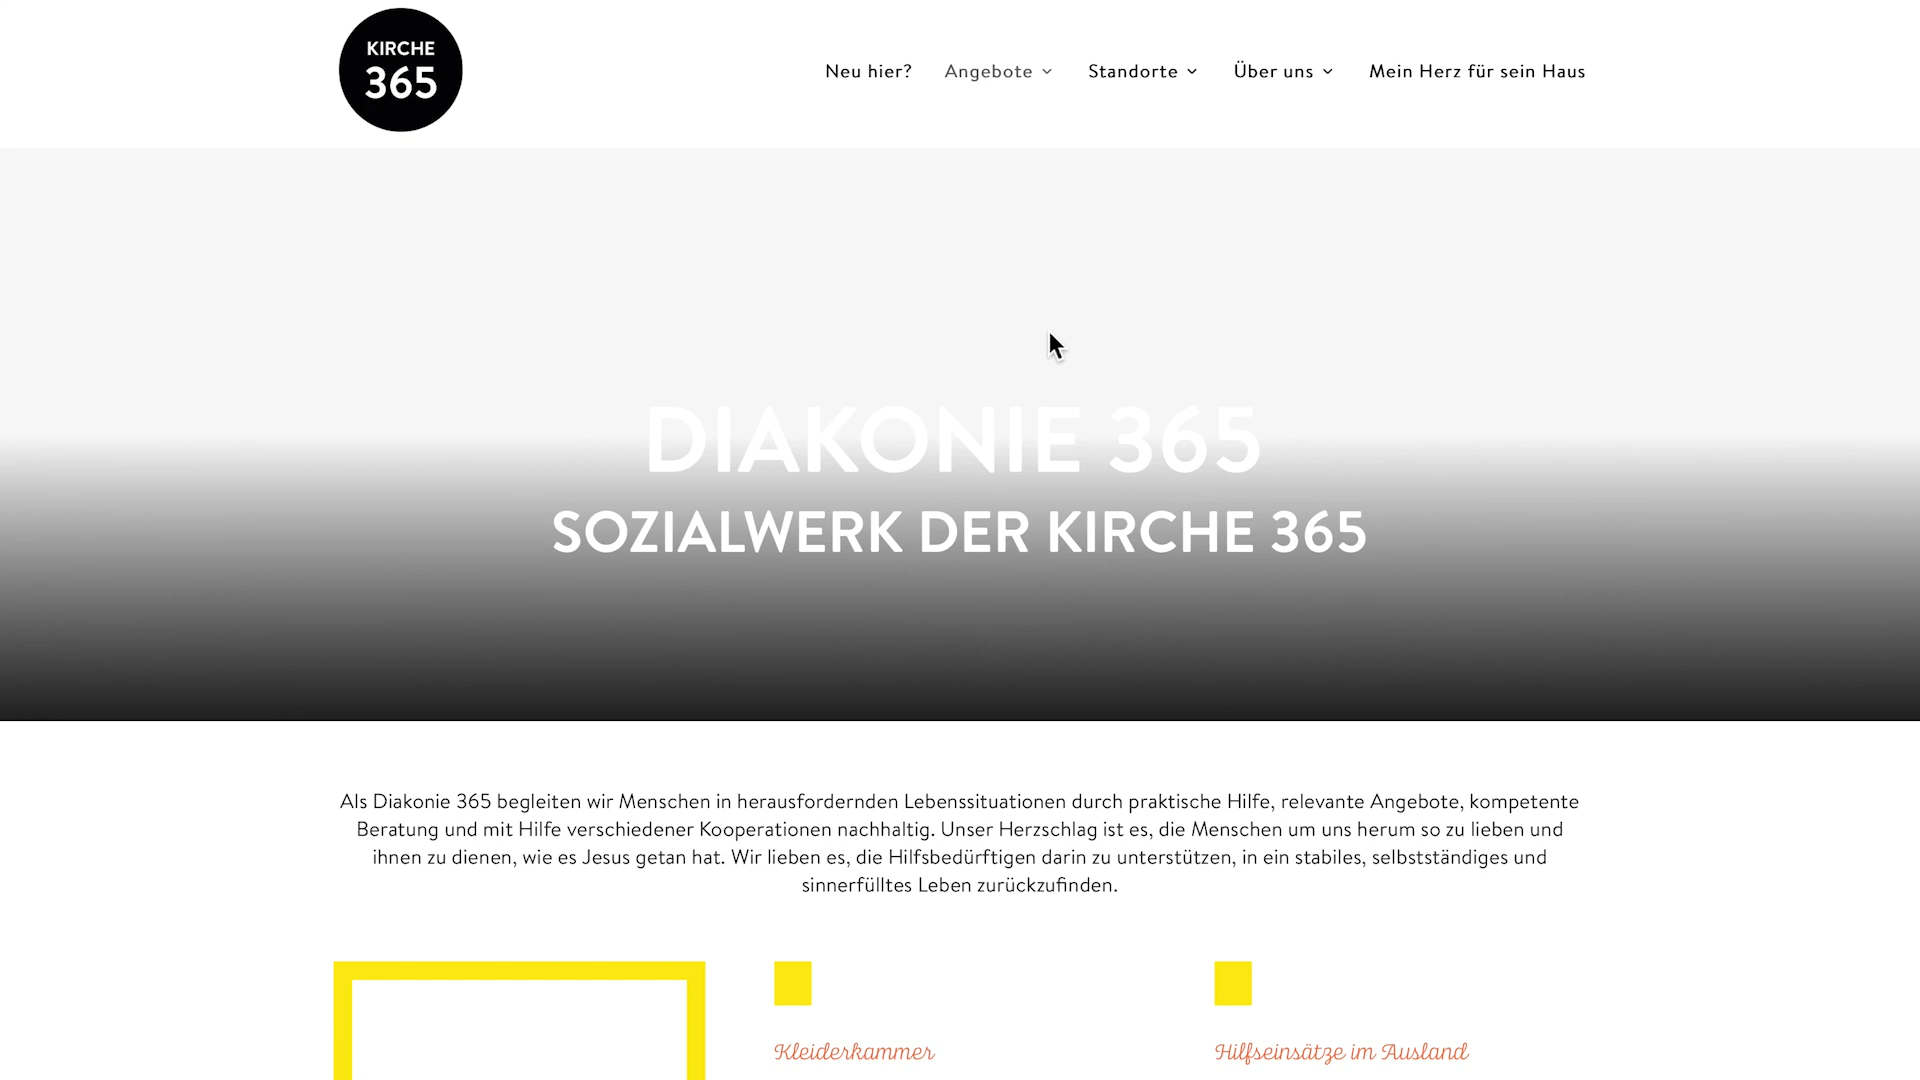 KIRCHE
365
Neu hier? Angebote Standorte Über uns Mein Herz für sein Haus
DIAKONIE 365
SOZIALWERK DER KIRCHE 365
Als Diakonie 365 begleiten wir Menschen in herausfordernden Lebenssituationen durch praktische Hilfe, relevante Angebote, kompetente
Beratung und mit Hilfe verschiedener Kooperationen nachhaltig. Unser Herzschlag ist es, die Menschen um uns herum so zu lieben und
ihnen zu dienen, wie es Jesus getan hat. Wir lieben es, die Hilfsbedürftigen darin zu unterstützen, in ein stabiles, selbstständiges und
sinnerfülltes Leben zurückzufinden.
Kleiderkammer Hilfseinsätze im Ausland